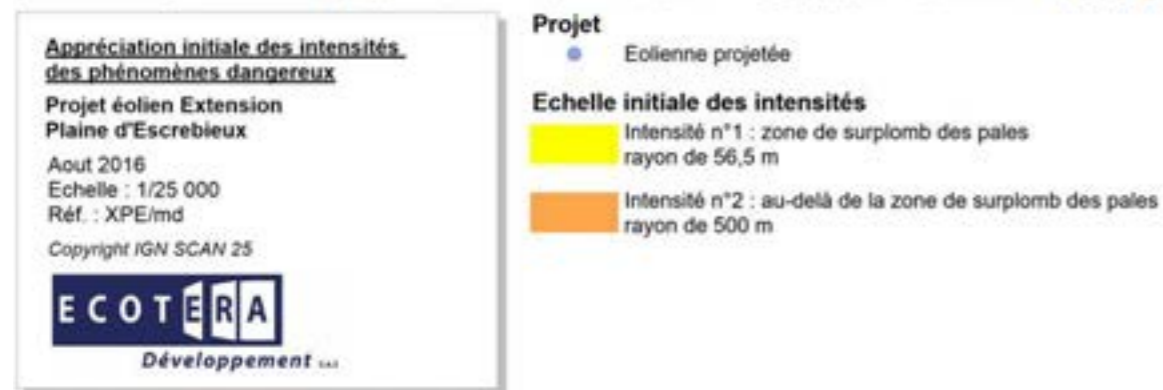 Appréciation initiale des intensités
des phénomènes dangereux
Projet éolien Extension
Plaine d'Escrebieux
Aout 2016
Echelle : 1/25 000
Réf. : XPE/md
Copyright IGN SCAN 25
ECOTERA
Développement
Projet
Eolienne projetée
Echelle initiale des intensités
Intensité n°1 : zone de surplomb des pales
rayon de 56,5 m
Intensité n°2 : au-delà de la zone de surplomb des pales
rayon de 500 m